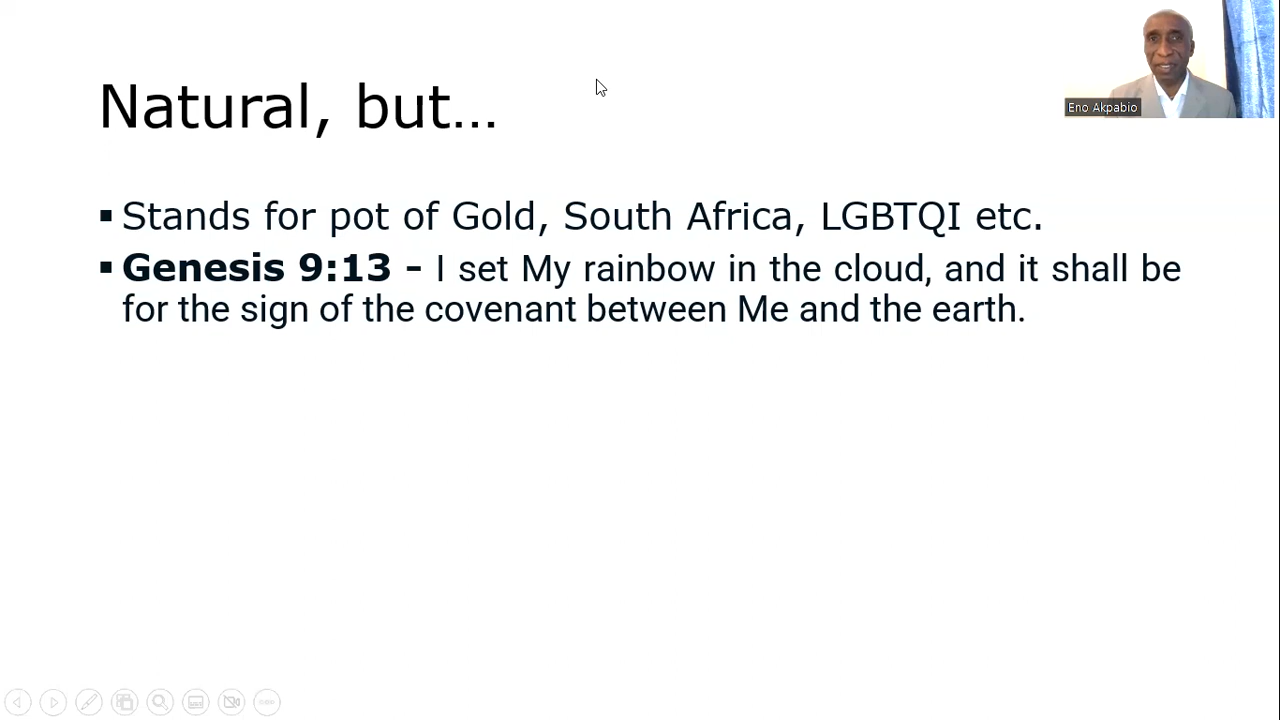 Natural, but...
Eno Akpabio
▪ Stands for pot of Gold, South Africa, LGBTQI etc.
▪ Genesis 9:13 - I set My rainbow in the cloud, and it shall be
for the sign of the covenant between Me and the earth.